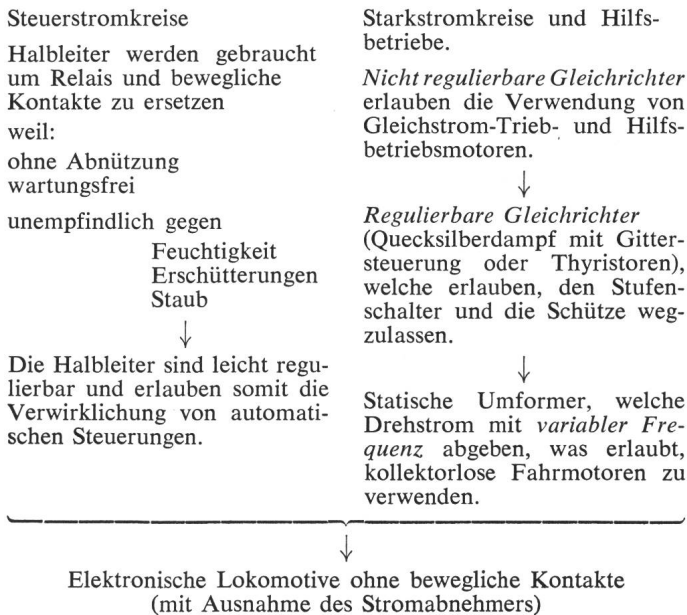 Steuerstromkreise
Halbleiter werden gebraucht
um Relais und bewegliche
Kontakte zu ersetzen
weil:
ohne Abnützung
wartungsfrei
unempfindlich gegen
Feuchtigkeit
Erschütterungen
Staub
↓
Die Halbleiter sind leicht regu-
lierbar und erlauben somit die
Verwirklichung von automati-
schen Steuerungen.
Starkstromkreise und Hilfs-
betriebe.
Nicht regulierbare Gleichrichter
erlauben die Verwendung von
Gleichstrom-Trieb- und Hilfs-
betriebsmotoren.
↓
Regulierbare Gleichrichter
(Quecksilberdampf mit Gitter-
steuerung oder Thyristoren),
welche erlauben, den Stufen-
schalter und die Schütze weg-
zulassen.
↓
Statische Umformer, welche
Drehstrom mit variabler Fre-
quenz abgeben, was erlaubt,
kollektorlose Fahrmotoren zu
verwenden.
↓
Elektronische Lokomotive ohne bewegliche Kontakte
(mit Ausnahme des Stromabnehmers)